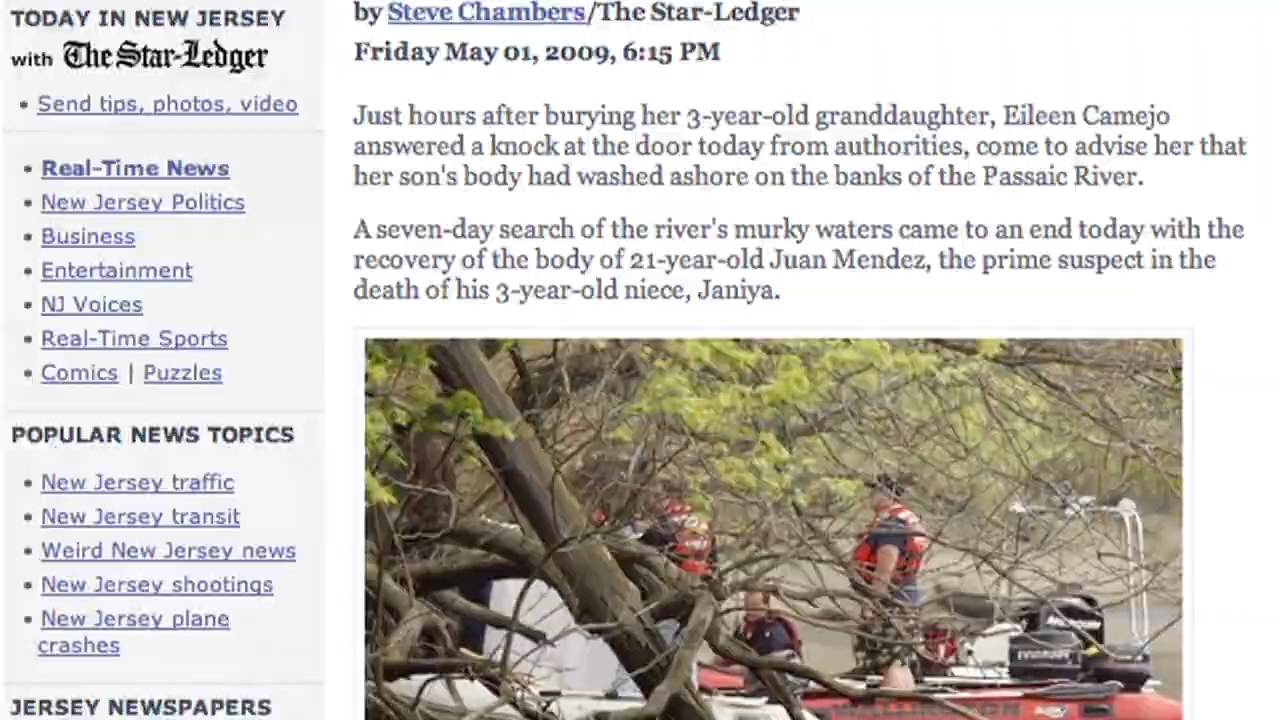 TODAY IN NEW JERSEY
with The Star-Ledger
• Send tips, photos, video
• Real-Time News
• New Jersey Politics
• Business
• Entertainment
• NJ Voices
• Real-Time Sports
• Comics | Puzzles
POPULAR NEWS TOPICS
• New Jersey traffic
• New Jersey transit
• Weird New Jersey news
• New Jersey shootings
• New Jersey plane
crashes
JERSEY NEWSPAPERS
by Steve Chambers/The Star-Ledger
Friday May 01, 2009, 6:15 PM
Just hours after burying her 3-year-old granddaughter, Eileen Camejo
answered a knock at the door today from authorities, come to advise her that
her son's body had washed ashore on the banks of the Passaic River.
A seven-day search of the river's murky waters came to an end today with the
recovery of the body of 21-year-old Juan Mendez, the prime suspect in the
death of his 3-year-old niece, Janiya.
WALLINGTON